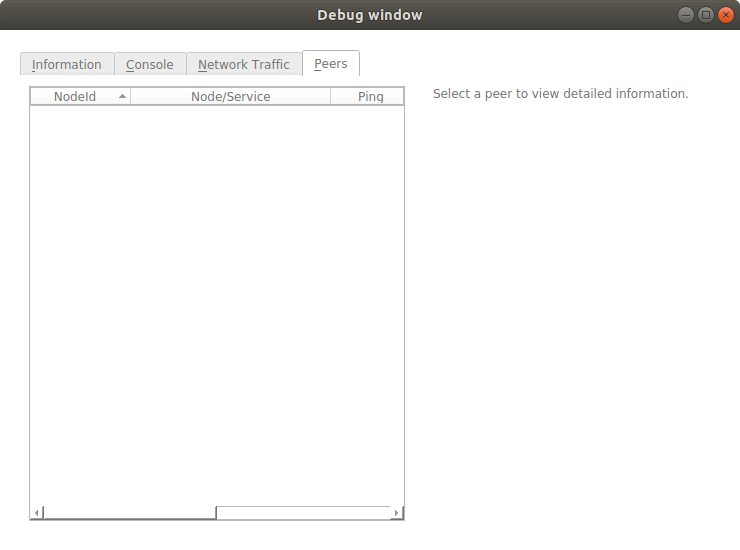 Debug window
Information Console Network Traffic Peers
NodeId Node/Service Ping
Select a peer to view detailed information.